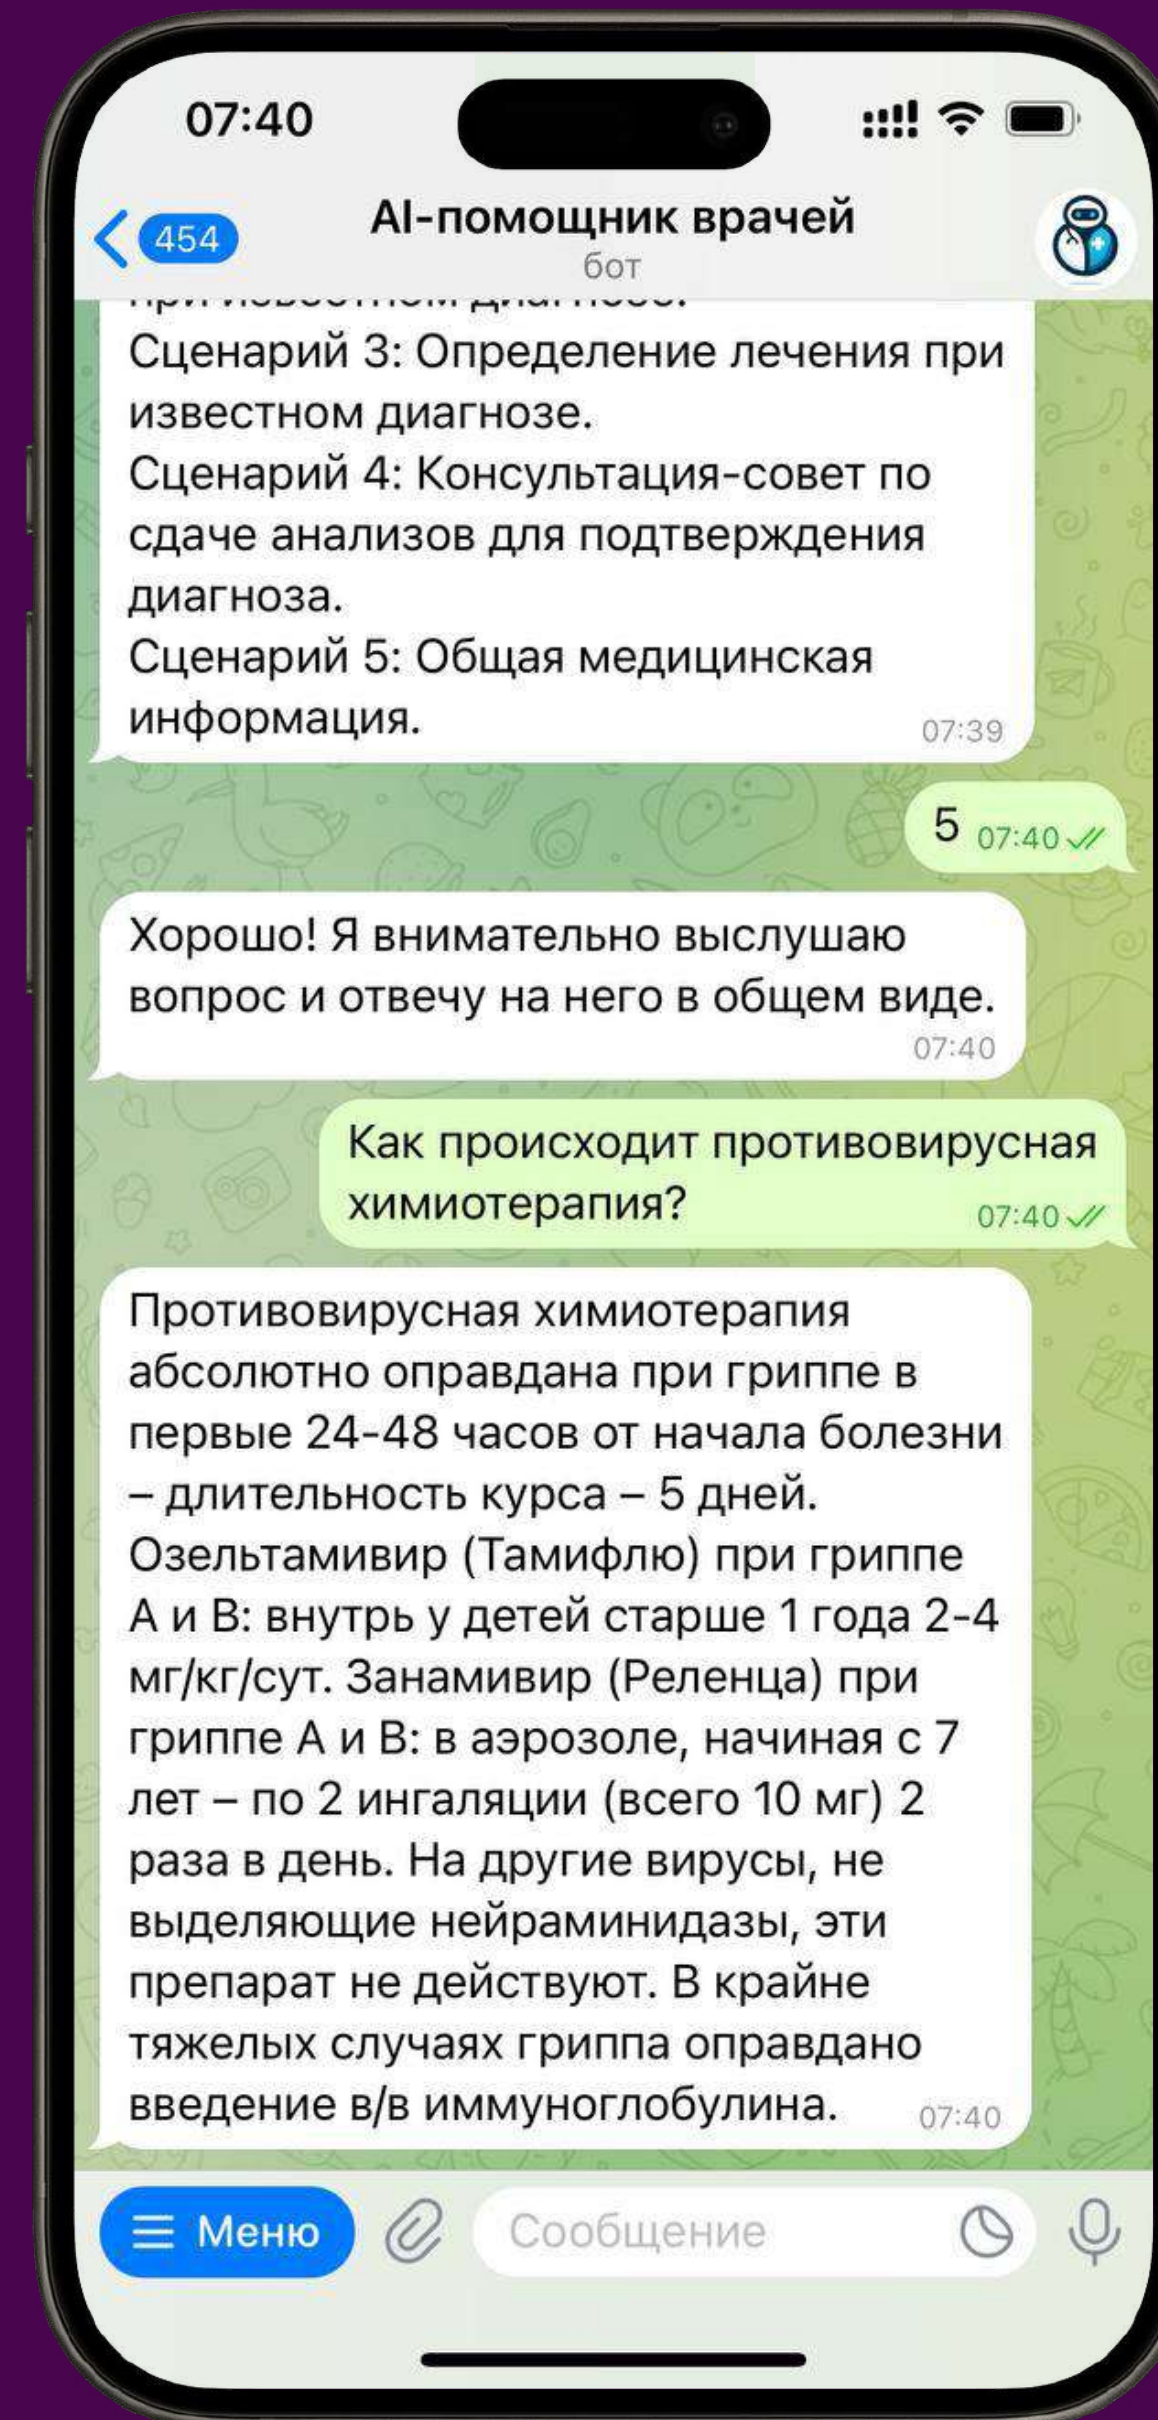 07:40
454
AI-помощник врачей
бот
Сценарий 3: Определение лечения при
известном диагнозе.
Сценарий 4: Консультация-совет по
сдаче анализов для подтверждения
диагноза.
Сценарий 5: Общая медицинская
информация.
07:39
5
07:40
Хорошо! Я внимательно выслушаю
вопрос и отвечу на него в общем виде.
07:40
Как происходит противовирусная
химиотерапия?
07:40
Противовирусная химиотерапия
абсолютно оправдана при гриппе в
первые 24-48 часов от начала болезни
– длительность курса – 5 дней.
Озельтамивир (Тамифлю) при гриппе
А и В: внутрь у детей старше 1 года 2-4
мг/кг/сут. Занамивир (Реленца) при
гриппе А и В: в аэрозоле, начиная с 7
лет – по 2 ингаляции (всего 10 мг) 2
раза в день. На другие вирусы, не
выделяющие нейраминидазы, эти
препарат не действуют. В крайне
тяжелых случаях гриппа оправдано
введение в/в иммуноглобулина.
07:40
Меню
Сообщение